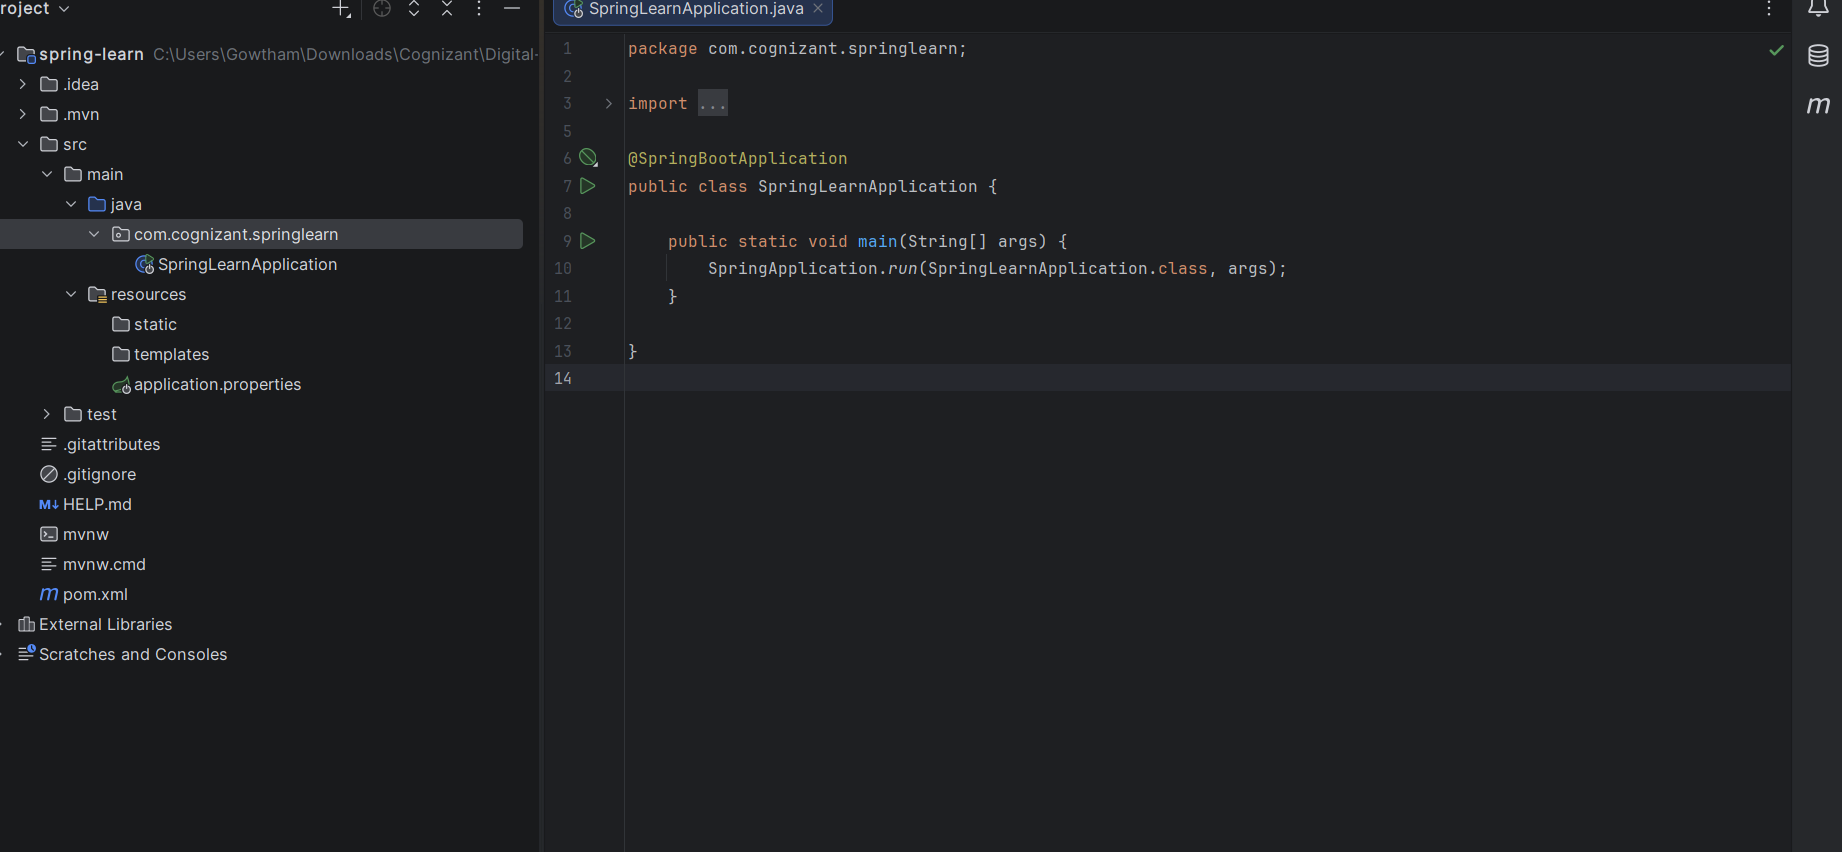 roject
spring-learn C:\Users\Gowtham\Downloads\Cognizant\Digital-
.idea
.mvn
src
main
java
com.cognizant.springlearn
SpringLearnApplication
resources
static
templates
application.properties
test
.gitattributes
.gitignore
M↓ HELP.md
mvnw
mvnw.cmd
m pom.xml
External Libraries
Scratches and Consoles
SpringLearnApplication.java
1 package com.cognizant.springlearn;
2
3 import ...
5
6 @SpringBootApplication
7 public class SpringLearnApplication {
8
9 public static void main(String[] args) {
10 SpringApplication.run(SpringLearnApplication.class, args);
11 }
12
13 }
14
m